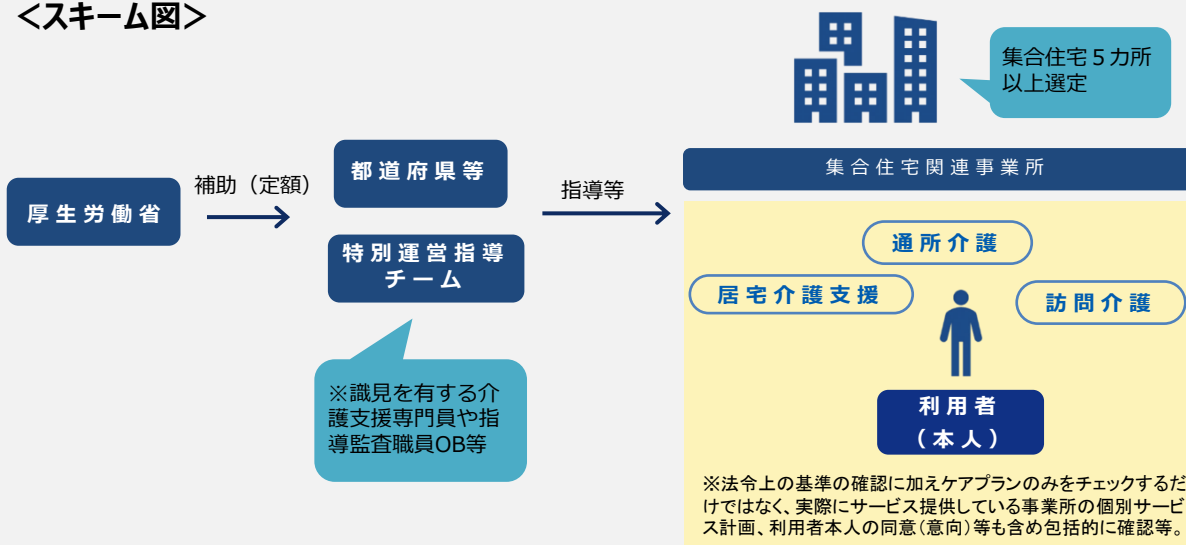 ＜スキーム図＞
集合住宅５カ所
以上選定
厚生労働省
補助（定額）
都道府県等
特別運営指導
チーム
※識見を有する介
護支援専門員や指
導監査職員OB等
指導等
集合住宅関連事業所
通所介護
居宅介護支援
訪問介護
利用者
（本人）
※法令上の基準の確認に加えケアプランのみをチェックするだ
けではなく、実際にサービス提供している事業所の個別サービ
ス計画、利用者本人の同意（意向）等も含め包括的に確認等。